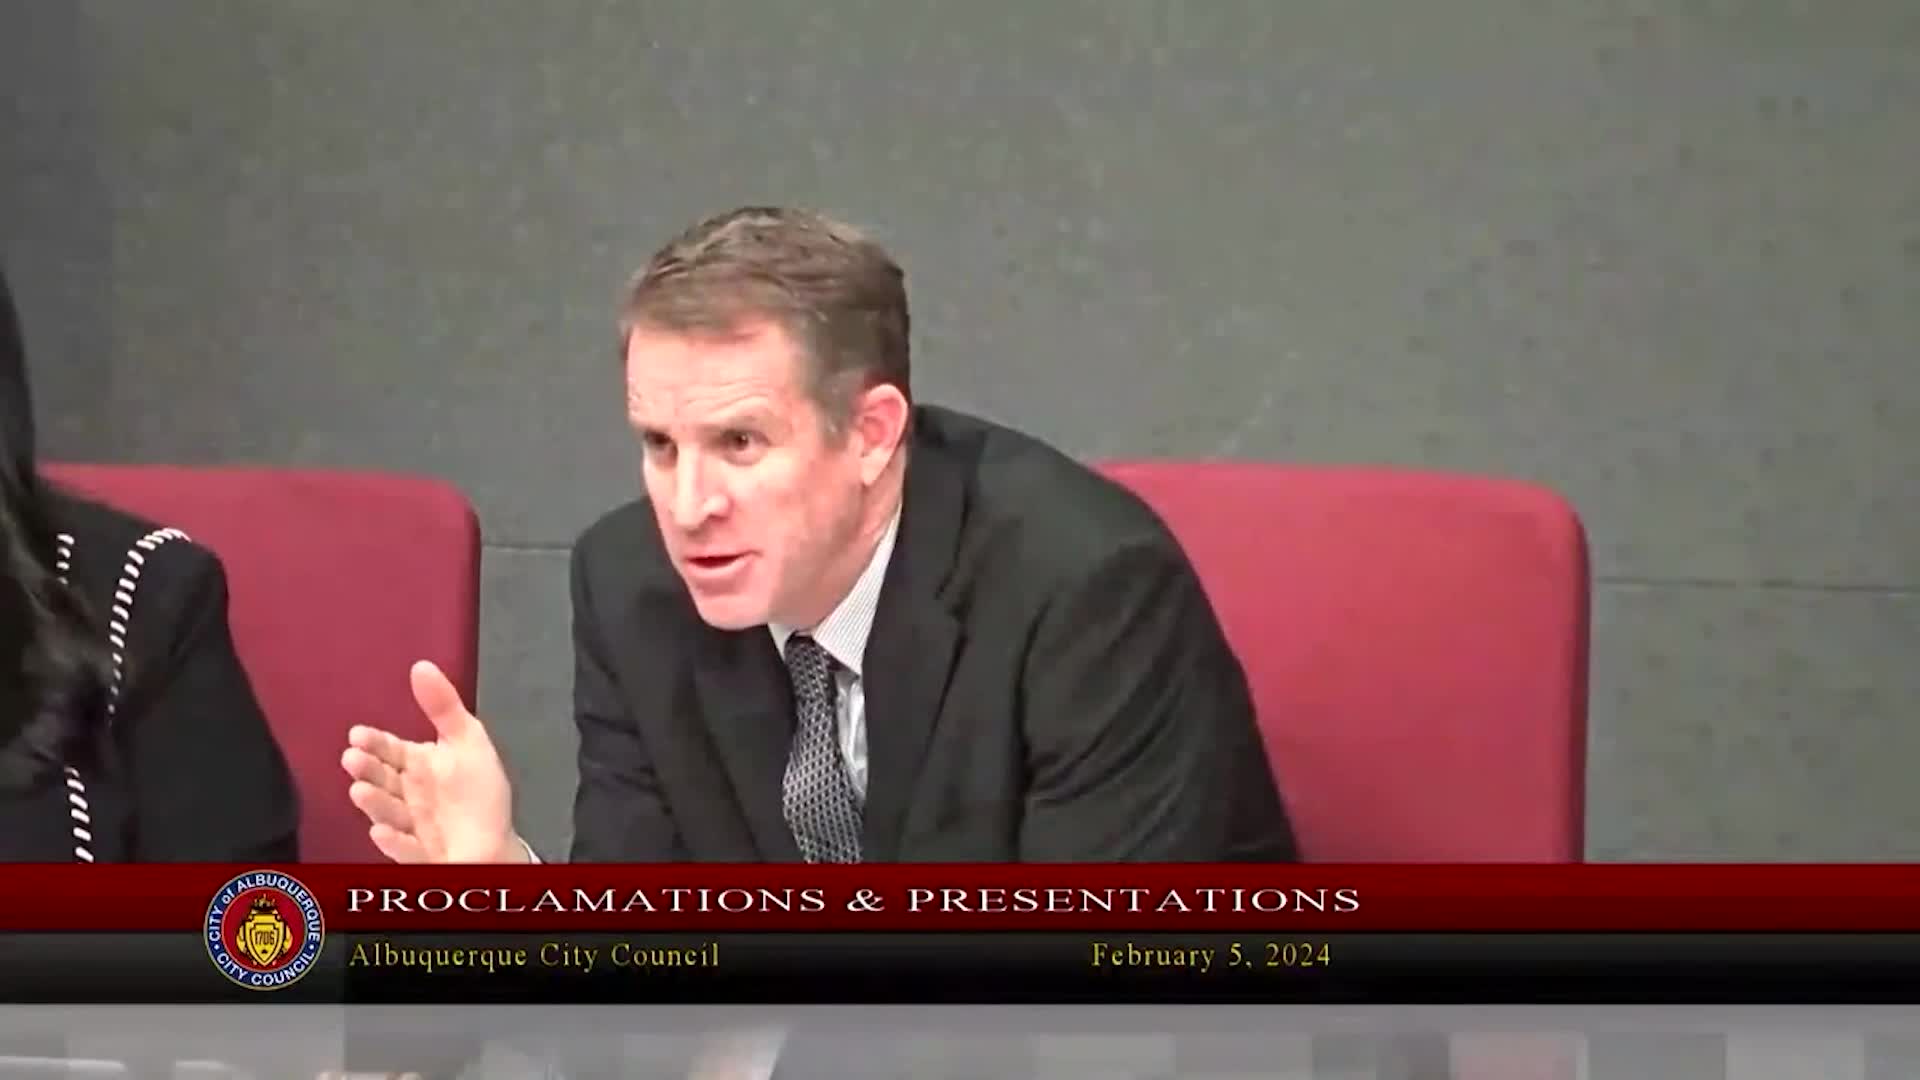 PROCLAMATIONS & PRESENTATIONS
Albuquerque City Council
February 5, 2024
CITY of ALBUQUERQUE
1706
CITY COUNCIL